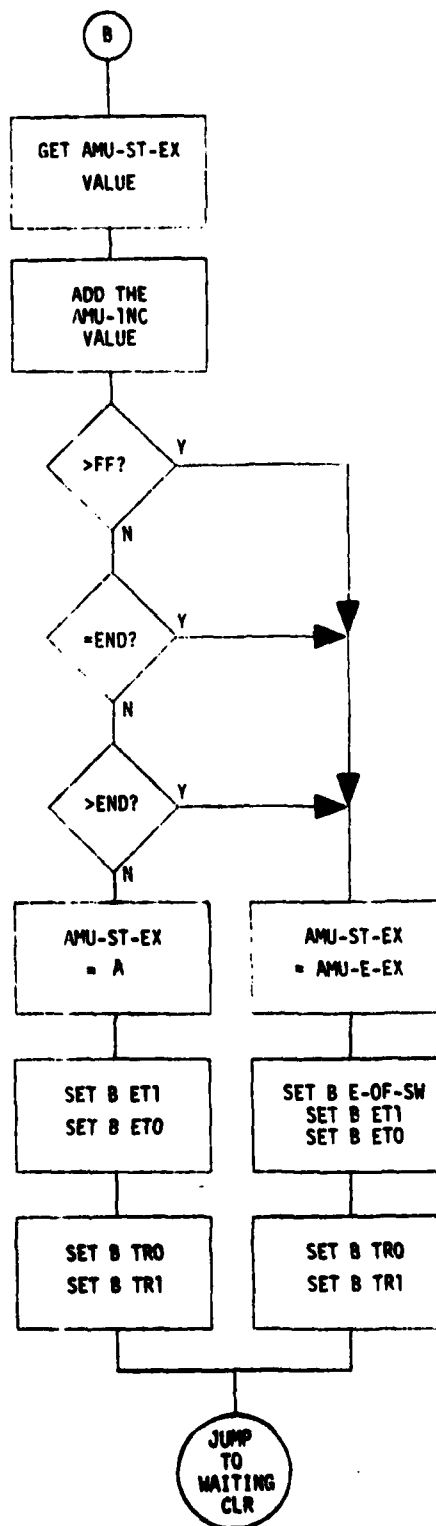 B
GET AMU-ST-EX
VALUE
ADD THE
AMU-INC
VALUE
>FF?
Y
N
=END?
Y
N
>END?
Y
N
AMU-ST-EX
= A
AMU-ST-EX
= AMU-E-EX
SET B ET1
SET B ET0
SET B E-OF-SW
SET B ET1
SET B ET0
SET B TR0
SET B TR1
SET B TR0
SET B TR1
JUMP
TO
WAITING
CLR